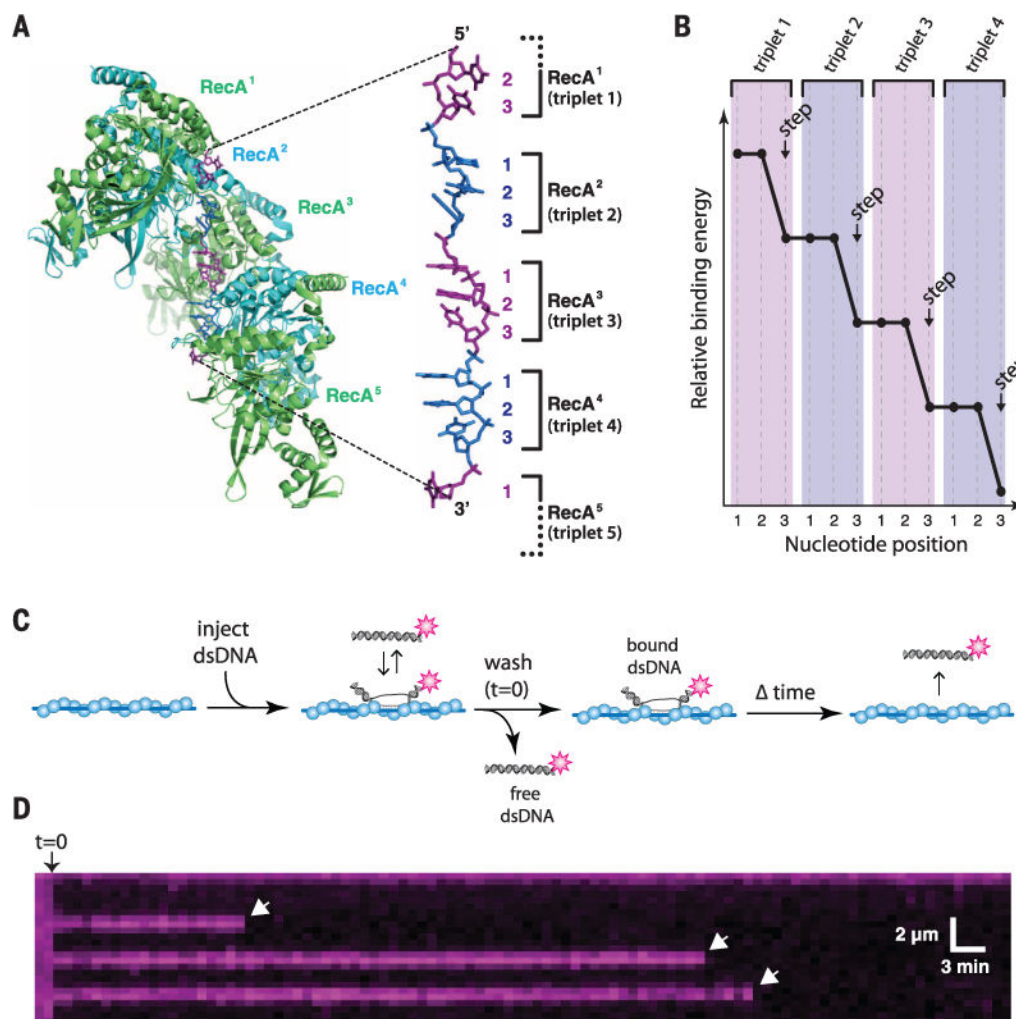 A
RecA1
RecA2
RecA3
RecA4
RecA5
5'
2
3
RecA1
(triplet 1)
1
2
3
RecA2
(triplet 2)
1
2
3
RecA3
(triplet 3)
1
2
3
RecA4
(triplet 4)
1
3'
RecA5
(triplet 5)
B
triplet 1
triplet 2
triplet 3
triplet 4
step
step
step
step
Relative binding energy
1 2 3 1 2 3 1 2 3 1 2 3
Nucleotide position
C
inject
dsDNA
wash
(t=0)
free
dsDNA
bound
dsDNA
Δ time
D
t=0
2 µm
3 min